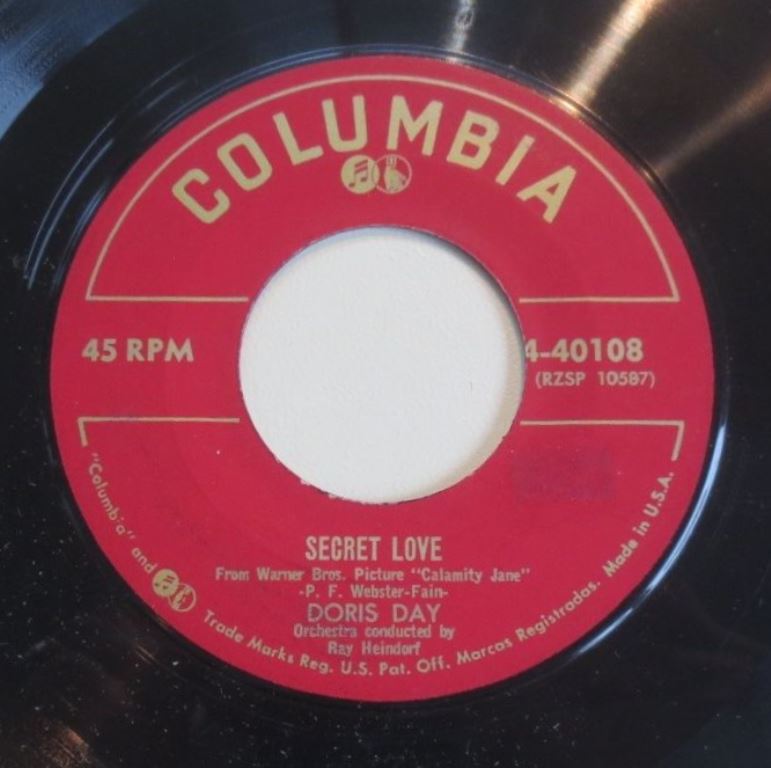 COLUMBIA
45 RPM
4-40108
(RZSP 10587)
SECRET LOVE
From Warner Bros. Picture "Calamity Jane"
-P. F. Webster-Fain-
DORIS DAY
Orchestra conducted by
Ray Heindorf
"Columbia" and Trade Marks Reg. U.S. Pat. Off. Marcas Registradas. Made in U.S.A.